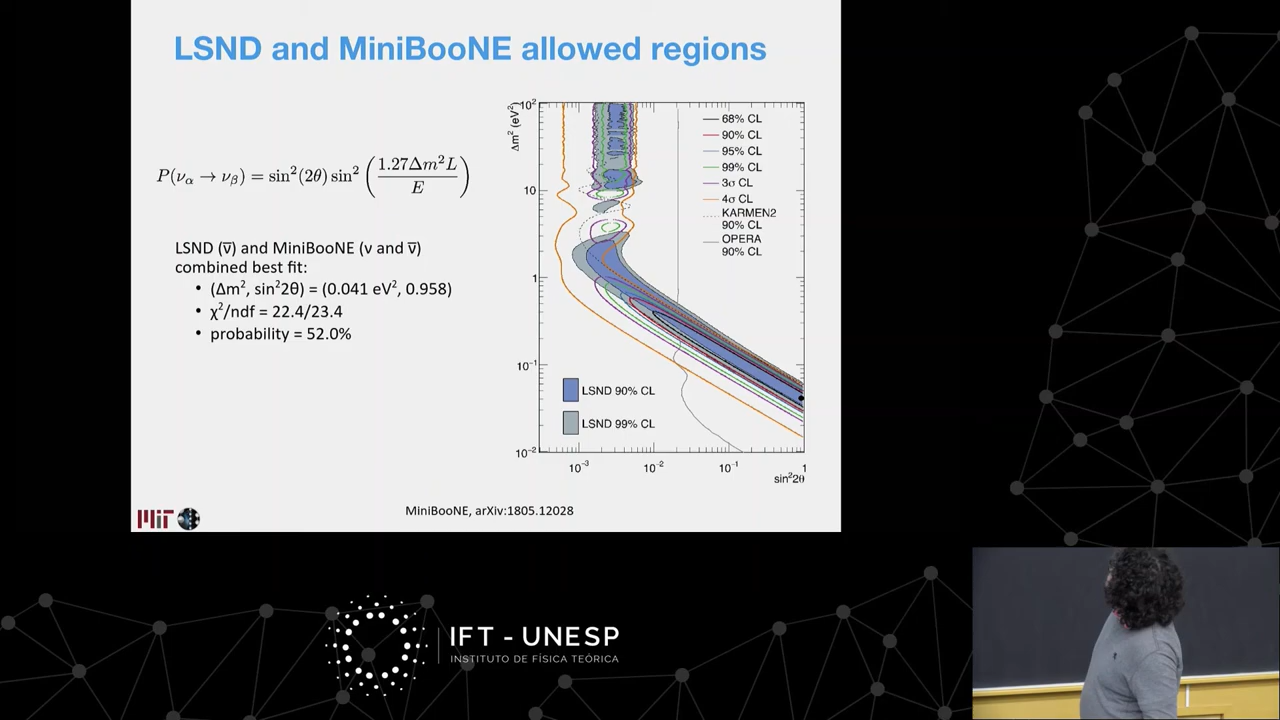 LSND and MiniBooNE allowed regions
P(να → νβ) = sin²(2θ) sin² (1.27Δm²L / E)
LSND (ν̅) and MiniBooNE (ν and ν̅)
combined best fit:
• (Δm², sin²2θ) = (0.041 eV², 0.958)
• χ²/ndf = 22.4/23.4
• probability = 52.0%
Δm² (eV²)
10²
10
1
10⁻¹
10⁻²
68% CL
90% CL
95% CL
99% CL
3σ CL
4σ CL
KARMEN2
90% CL
OPERA
90% CL
LSND 90% CL
LSND 99% CL
10⁻³ 10⁻² 10⁻¹ 1
sin²2θ
MiniBooNE, arXiv:1805.12028
MIT
IFT - UNESP
INSTITUTO DE FÍSICA TEÓRICA